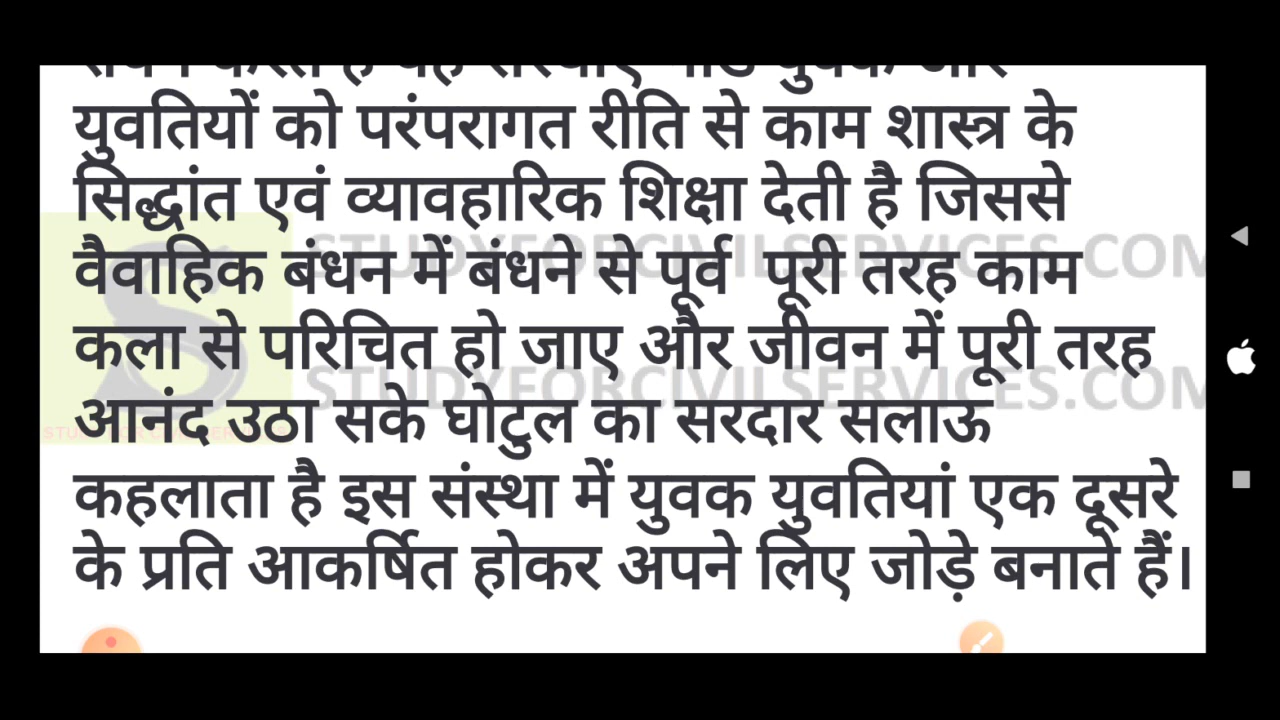 युवतियों को परंपरागत रीति से काम शास्त्र के
सिद्धांत एवं व्यावहारिक शिक्षा देती है जिससे
वैवाहिक बंधन में बंधने से पूर्व पूरी तरह काम
कला से परिचित हो जाए और जीवन में पूरी तरह
आनंद उठा सके घोटुल का सरदार सलाऊ
कहलाता है इस संस्था में युवक युवतियां एक दूसरे
के प्रति आकर्षित होकर अपने लिए जोड़े बनाते हैं।
STUDYFORCIVILSERVICES.COM
STUDYFORCIVILSERVICES.COM